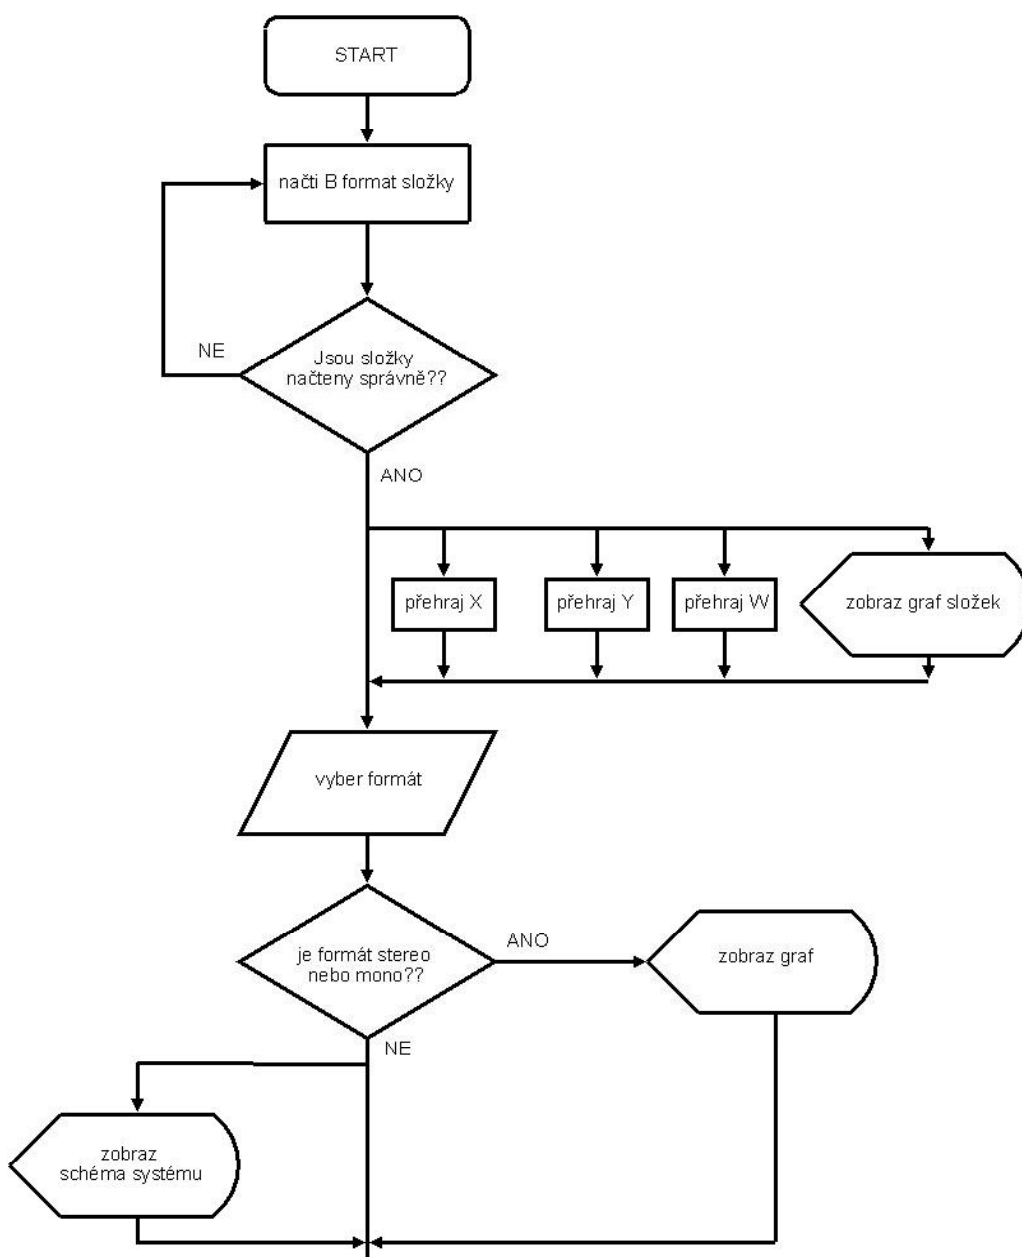 START
načti B format složky
NE
Jsou složky
načteny správně??
ANO
přehraj X
přehraj Y
přehraj W
zobraz graf složek
vyber formát
je formát stereo
nebo mono??
ANO
zobraz graf
NE
zobraz
schéma systému